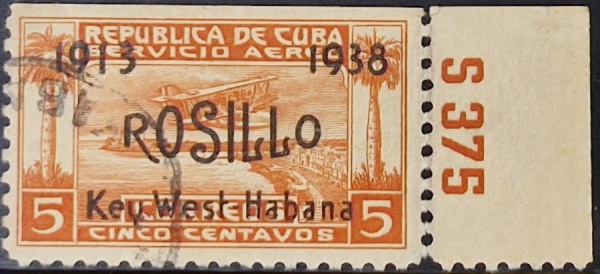 REPUBLICA DE CUBA
SERVICIO AEREO
1913 1938
ROSILLO
5 Key West Habana 5
CINCO CENTAVOS
S 375